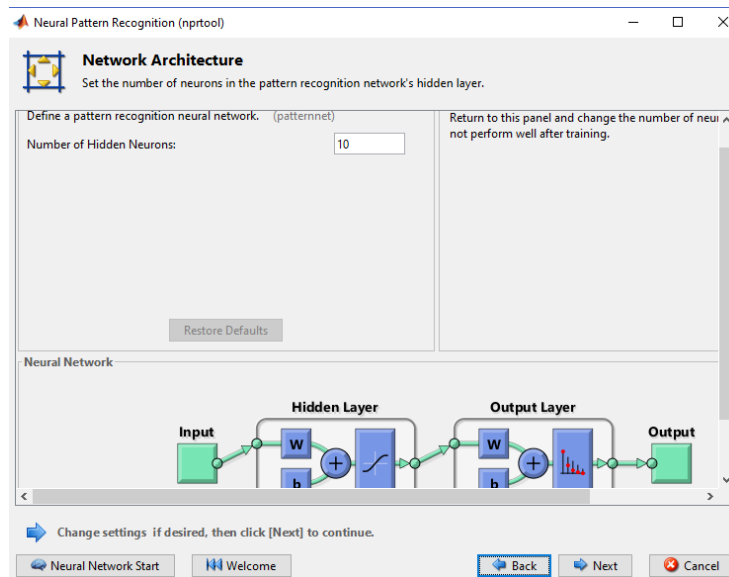 Neural Pattern Recognition (nprtool)
Network Architecture
Set the number of neurons in the pattern recognition network's hidden layer.
Define a pattern recognition neural network. (patternnet)
Number of Hidden Neurons: 10
Restore Defaults
Return to this panel and change the number of neu
not perform well after training.
Neural Network
Hidden Layer Output Layer
Input Output
W W
b b
Change settings if desired, then click [Next] to continue.
Neural Network Start Welcome Back Next Cancel